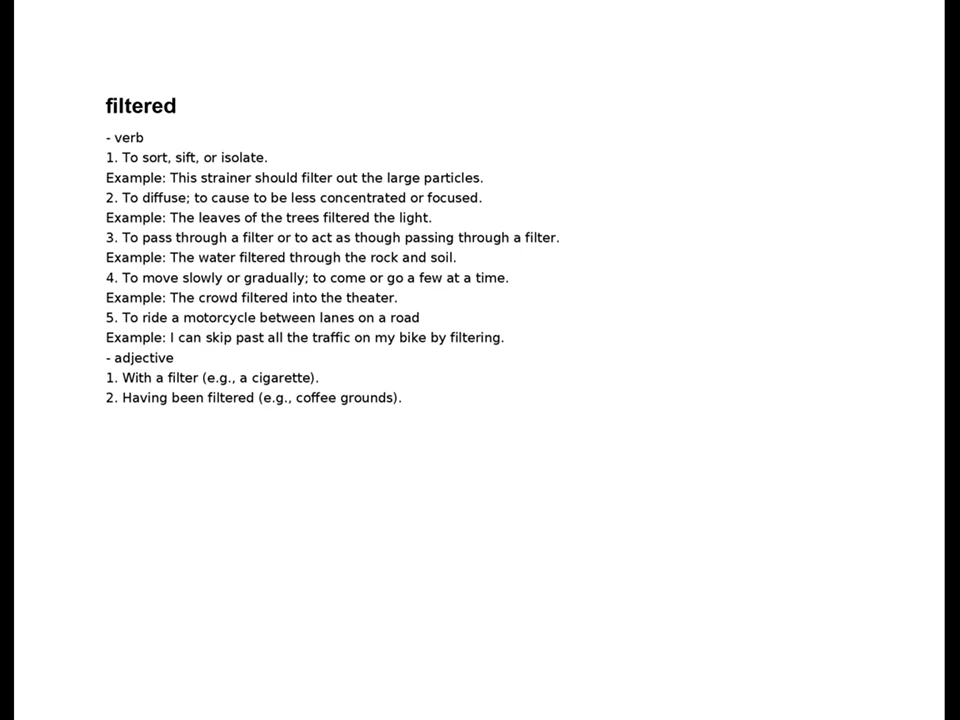 filtered
- verb
1. To sort, sift, or isolate.
Example: This strainer should filter out the large particles.
2. To diffuse; to cause to be less concentrated or focused.
Example: The leaves of the trees filtered the light.
3. To pass through a filter or to act as though passing through a filter.
Example: The water filtered through the rock and soil.
4. To move slowly or gradually; to come or go a few at a time.
Example: The crowd filtered into the theater.
5. To ride a motorcycle between lanes on a road
Example: I can skip past all the traffic on my bike by filtering.
- adjective
1. With a filter (e.g., a cigarette).
2. Having been filtered (e.g., coffee grounds).